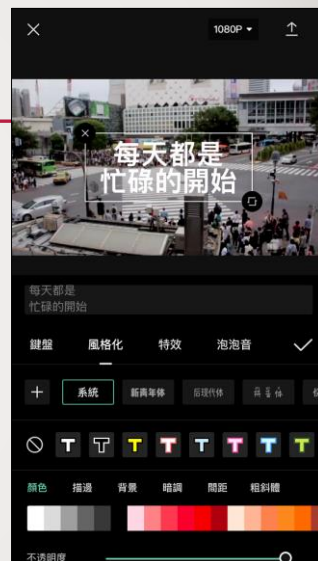 1080P
每天都是
忙碌的開始
每天都是
忙碌的開始
鍵盤 風格化 特效 泡泡音
系統 新青年体 后现代体
T T T T T T T T T
顏色 描邊 背景 暗調 間距 粗斜體
不透明度